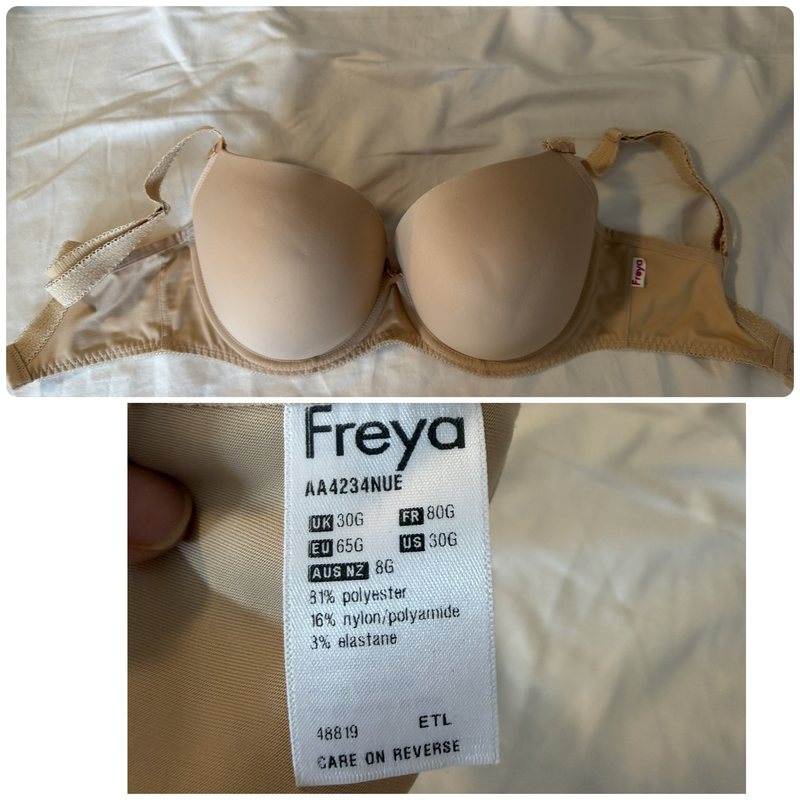 Freya
Freya
AA4234NUE
UK 30G FR 80G
EU 65G US 30G
AUS NZ 8G
81% polyester
16% nylon/polyamide
3% elastane
48819 ETL
CARE ON REVERSE